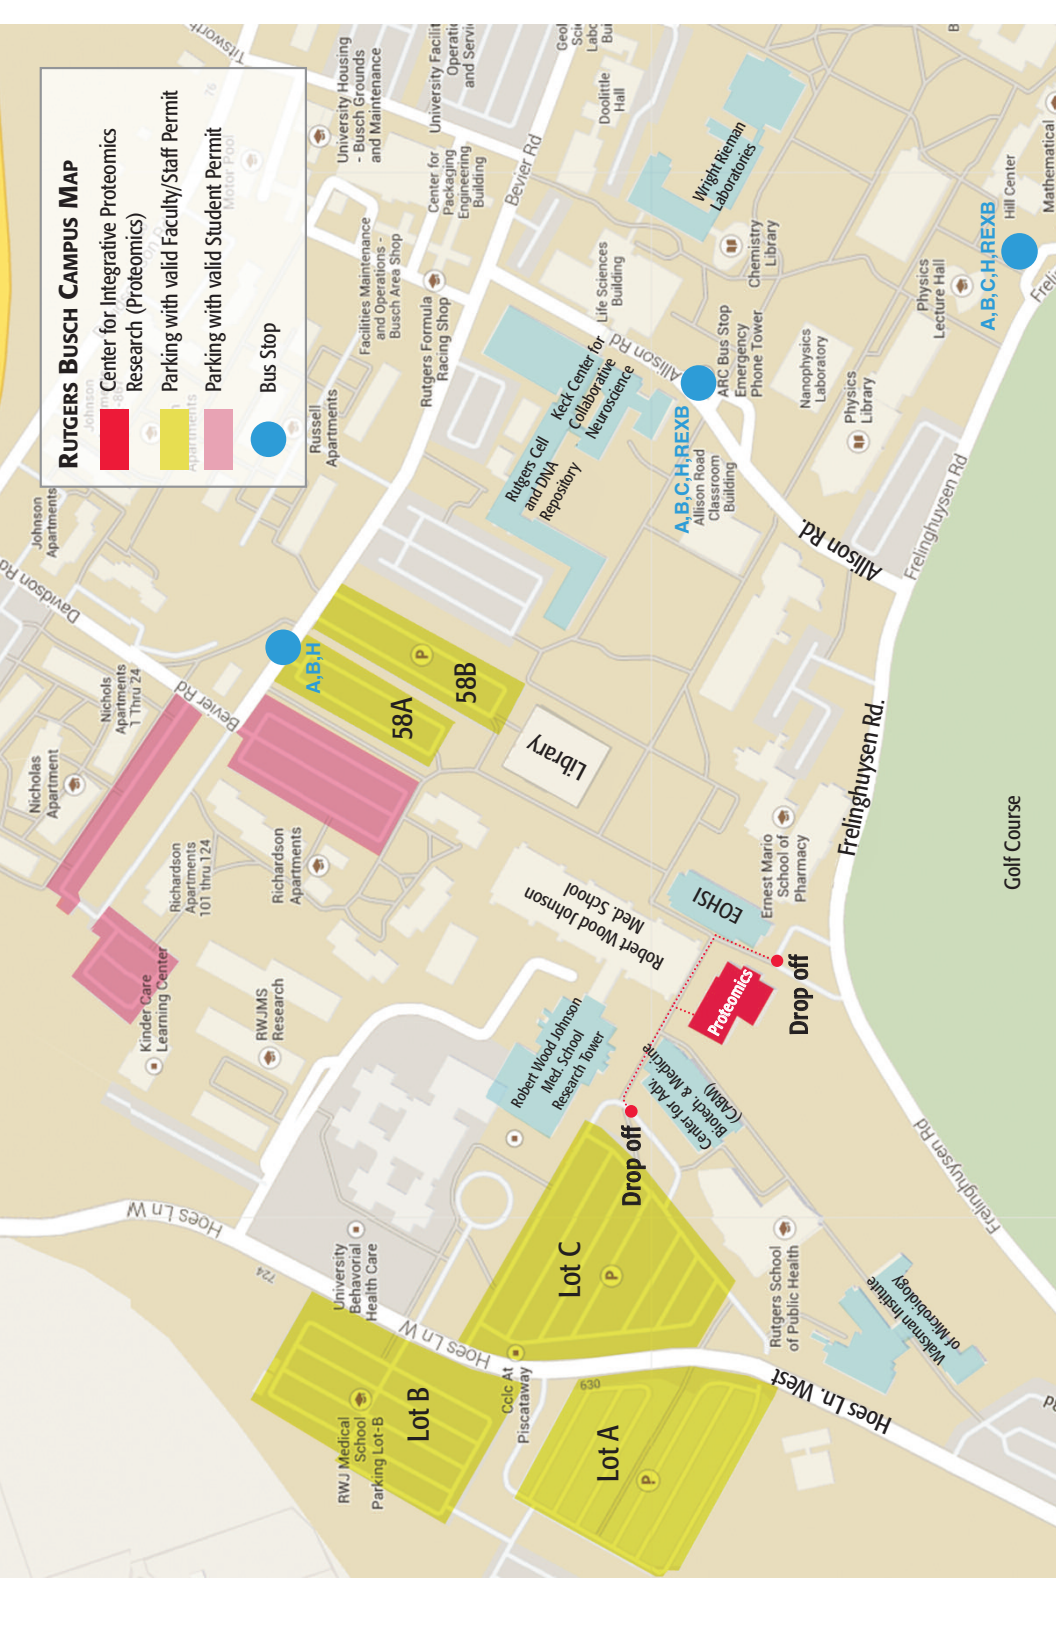 RUTGERS BUSCH CAMPUS MAP
Center for Integrative Proteomics
Research (Proteomics)
Parking with valid Faculty/Staff Permit
Parking with valid Student Permit
Bus Stop
Johnson
Apartments
76
Motor Pool
Titsworth
University Housing
- Busch Grounds
and Maintenance
Center for
Packaging
Engineering
Building
Bevier Rd
Doolittle
Hall
Wright Rieman
Laboratories
Chemistry
Library
Hill Center
Mathematical
A,B,C,H,REXB
Physics
Lecture Hall
Facilities Maintenance
and Operations -
Busch Area Shop
Rutgers Formula
Racing Shop
Life Sciences
Building
Allison Rd
ARC Bus Stop
Emergency
Phone Tower
Nanophysics
Laboratory
Physics
Library
Russell
Apartments
Keck Center for
Collaborative
Neuroscience
Rutgers Cell
and DNA
Repository
A,B,C,H,REXB
Allison Road
Classroom
Building
Allison Rd.
Frelinghuysen Rd
Johnson
Apartments
Davidson Rd
Nichols
Apartments
1 Thru 24
Bevier Rd
A,B,H
58A
58B
P
Library
Nicholas
Apartment
Richardson
Apartments
101 thru 124
Richardson
Apartments
Robert Wood Johnson
Med. School
EOHSI
Ernest Mario
School of
Pharmacy
Frelinghuysen Rd.
Golf Course
Kinder Care
Learning Center
RWJMS
Research
Robert Wood Johnson
Med. School
Research Tower
Proteomics
Drop off
Center for Adv.
Biotech. & Medicine
(CABM)
Drop off
Hoes Ln W
724
University
Behavorial
Health Care
Hoes Ln W
Lot C
P
Rutgers School
of Public Health
Frelinghuysen Rd
Waksman Institute
of Microbiology
RWJ Medical
School
Parking Lot-B
Lot B
Cclc At
Piscataway
630
Lot A
P
Hoes Ln. West